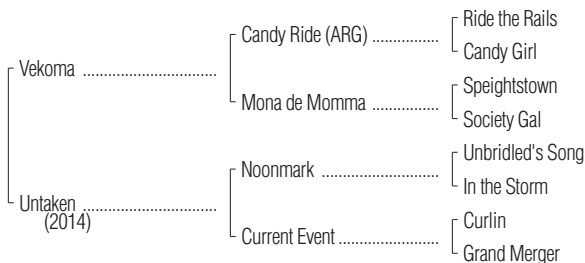 Ride the Rails
Candy Ride (ARG) ..................
Candy Girl
Vekoma .....................................
Speightstown
Mona de Momma ..................
Society Gal
Unbridled's Song
Noonmark ................................
In the Storm
Untaken .....................................
(2014)
Curlin
Current Event ...........................
Grand Merger